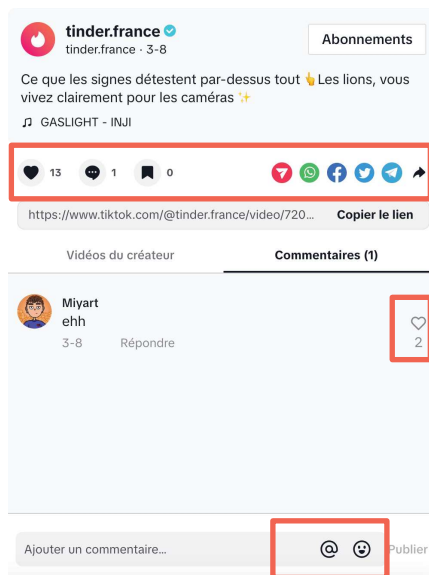 tinder.france
tinder.france · 3-8
Abonnements
Ce que les signes détestent par-dessus tout 👆Les lions, vous
vivez clairement pour les caméras ✨
♫ GASLIGHT - INJI
13 1 0
https://www.tiktok.com/@tinder.france/video/720... Copier le lien
Vidéos du créateur Commentaires (1)
Miyart
ehh
3-8 Répondre
2
Ajouter un commentaire... @ Publier